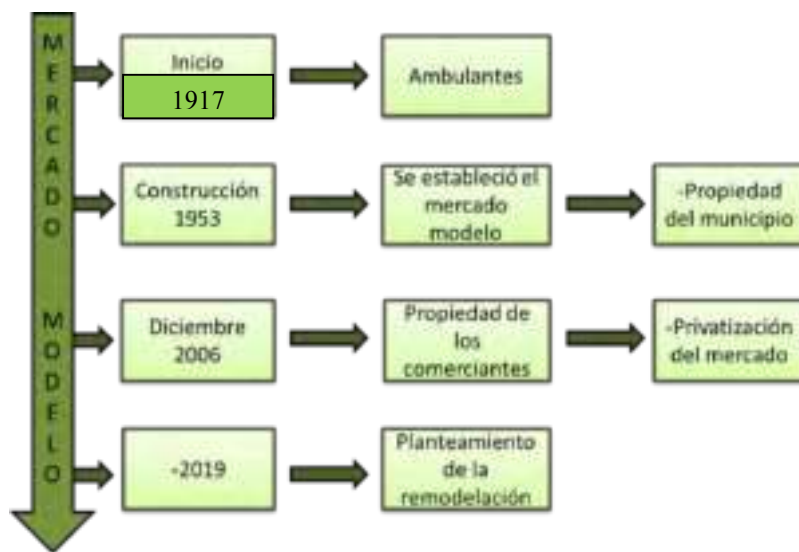 MERCADO MODELO
Inicio
1917
Ambulantes
Construcción
1953
Se estableció el
mercado
modelo
-Propiedad
del municipio
Diciembre
2006
Propiedad de
los
comerciantes
-Privatización
del mercado
-2019
Planteamiento
de la
remodelación